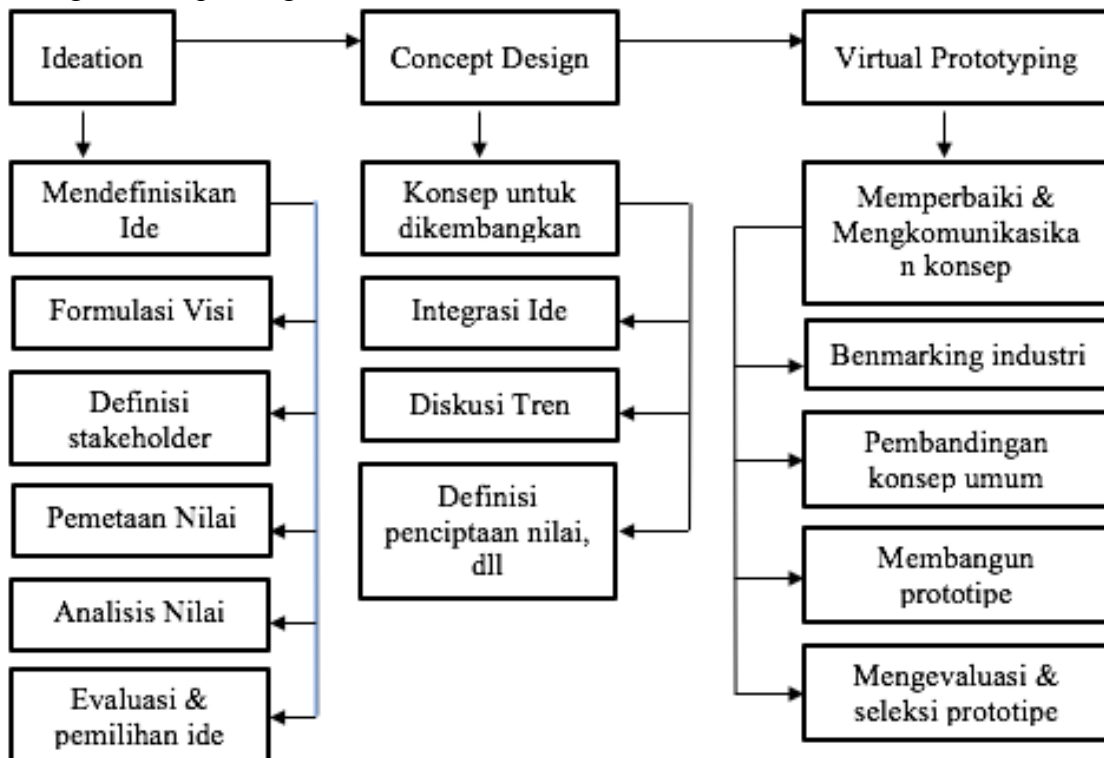 Ideation
Concept Design
Virtual Prototyping
Mendefinisikan
Ide
Formulasi Visi
Definisi
stakeholder
Pemetaan Nilai
Analisis Nilai
Evaluasi &
pemilihan ide
Konsep untuk
dikembangkan
Integrasi Ide
Diskusi Tren
Definisi
penciptaan nilai,
dll
Memperbaiki &
Mengkomunikasika
n konsep
Benmarking industri
Pembandingan
konsep umum
Membangun
prototipe
Mengevaluasi &
seleksi prototipe